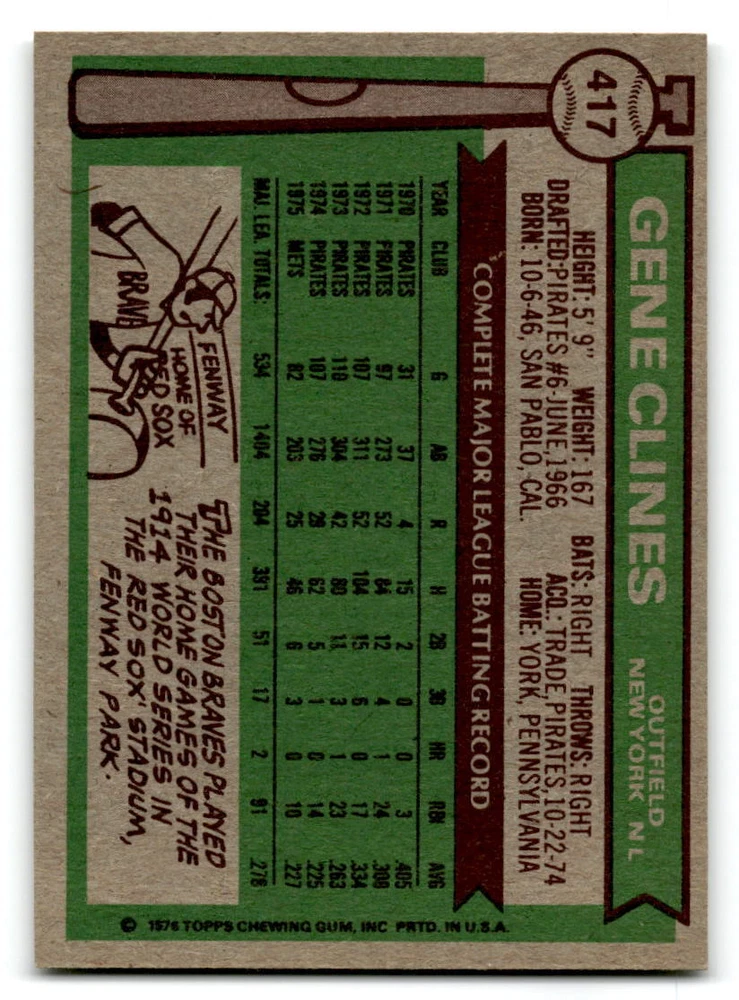 417
GENE CLINES
OUTFIELD
NEW YORK NL
HEIGHT: 5' 9" WEIGHT: 167 BATS: RIGHT THROWS: RIGHT
DRAFTED: PIRATES #6-JUNE, 1966 ACQ.: TRADE, PIRATES, 10-22-74
BORN: 10-6-46, SAN PABLO, CAL. HOME: YORK, PENNSYLVANIA
COMPLETE MAJOR LEAGUE BATTING RECORD
YEAR CLUB G AB R H 2B 3B HR RBI AVG
1970 PIRATES 31 37 4 15 2 0 0 3 .405
1971 PIRATES 97 273 52 84 12 4 1 24 .308
1972 PIRATES 107 311 52 104 15 6 0 17 .334
1973 PIRATES 110 304 42 80 11 3 1 23 .263
1974 PIRATES 107 276 28 62 5 1 0 14 .225
1975 METS 82 203 25 46 6 3 0 10 .227
MAJ. LEA. TOTALS: 534 1404 204 391 51 17 2 91 .278
FENWAY
HOME OF
RED SOX
BRAVE
THE BOSTON BRAVES PLAYED
THEIR HOME GAMES OF THE
1914 WORLD SERIES IN
THE RED SOX' STADIUM,
FENWAY PARK.
© 1976 TOPPS CHEWING GUM, INC PRTD. IN U.S.A.